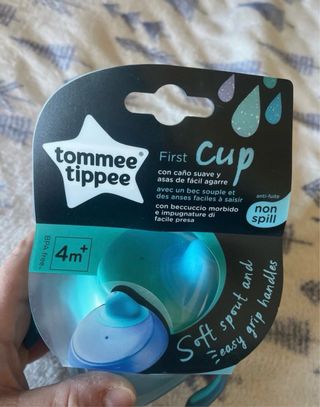 tommee
tippee
First cup
con caño suave y
asas de fácil agarre
avec un bec souple et
des anses faciles à saisir
con beccuccio morbido
e impugnature di
facile presa
anti-fuite
non
spill
BPA free.
4m+
Soft spout and
easy grip handles